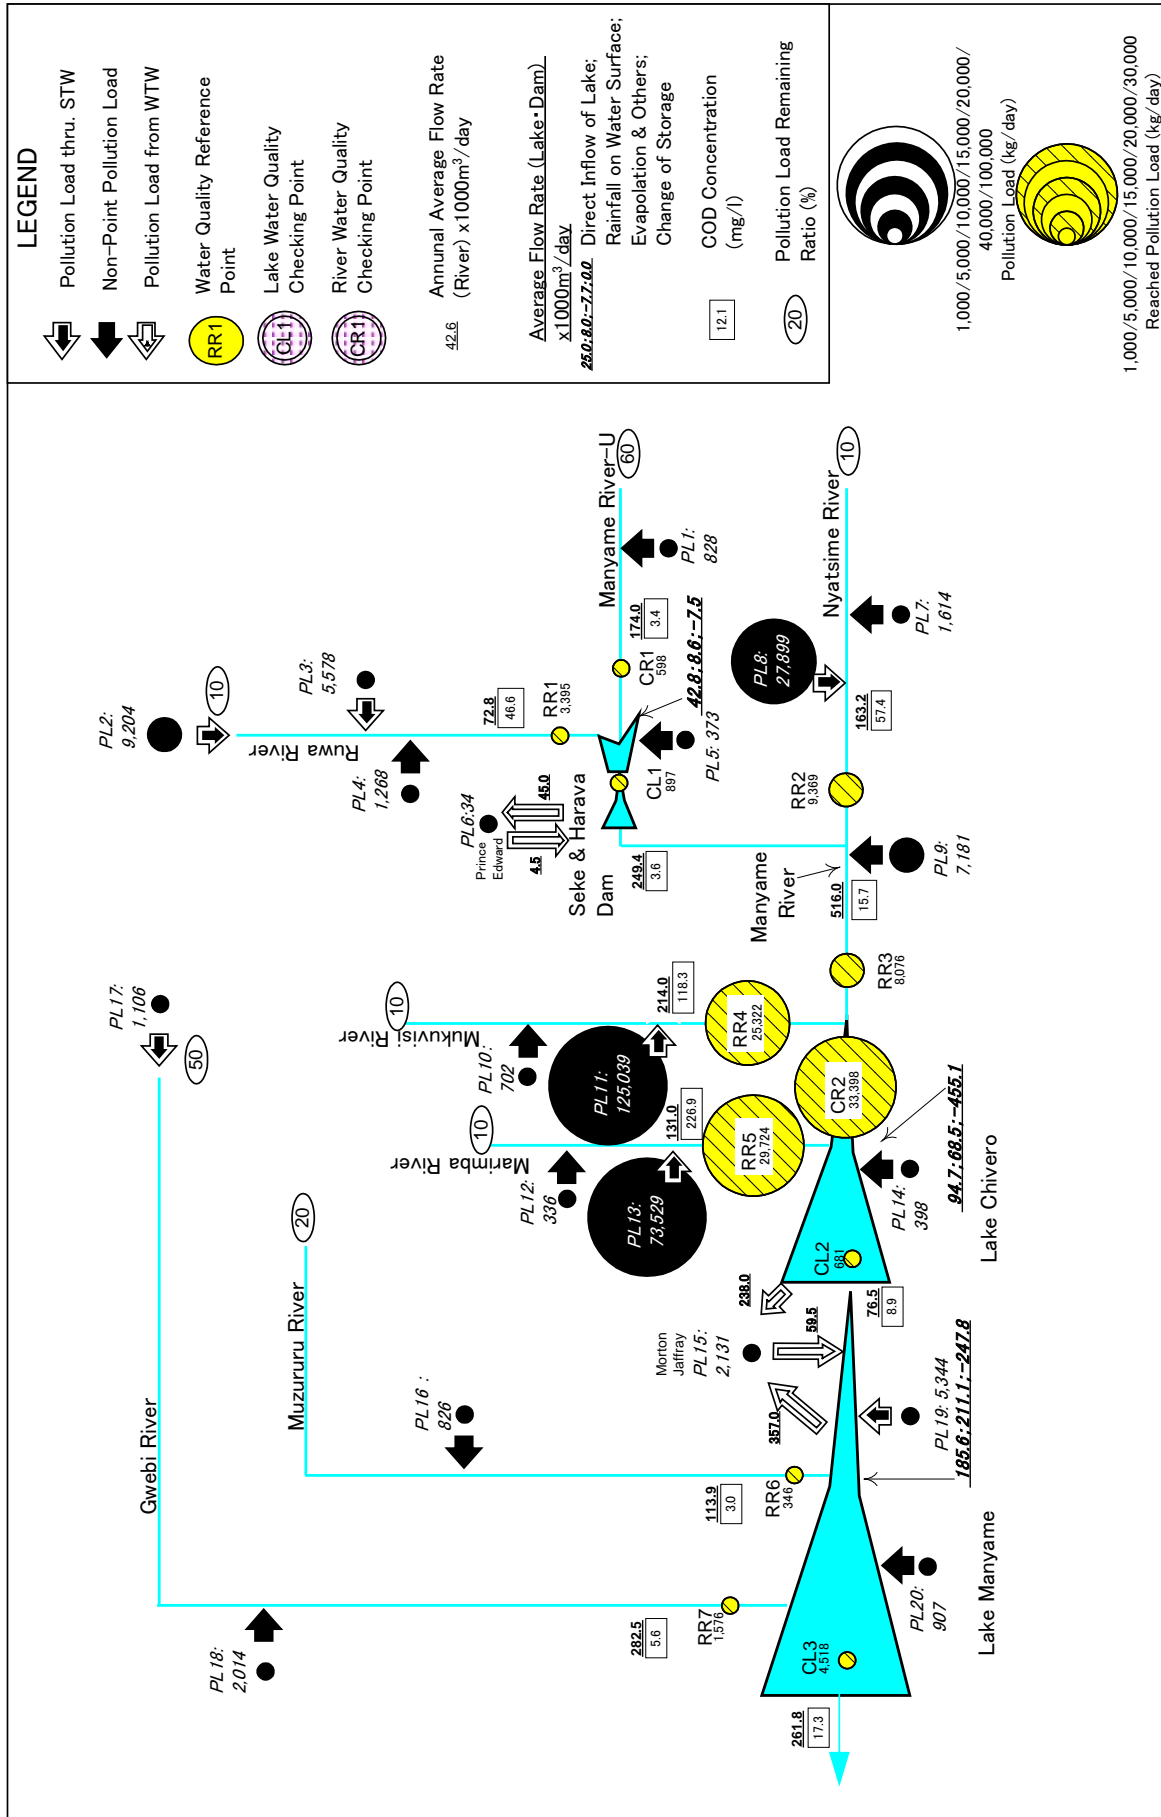 LEGEND
Pollution Load thru. STW
Non-Point Pollution Load
Pollution Load from WTW
RR1
Water Quality Reference
Point
CL1
Lake Water Quality
Checking Point
CR1
River Water Quality
Checking Point
42.6
Annunal Average Flow Rate
(River) x1000m³/day
Average Flow Rate (Lake・Dam)
x1000m³/day
25.0;8.0;-7.7;0.0
Direct Inflow of Lake;
Rainfall on Water Surface;
Evapolation & Others;
Change of Storage
12.1
COD Concentration
(mg/l)
20
Pollution Load Remaining
Ratio (%)
1,000/5,000/10,000/15,000/20,000/
40,000/100,000
Pollution Load (kg/day)
1,000/5,000/10,000/15,000/20,000/30,000
Reached Pollution Load (kg/day)
PL2:
9,204
10
PL3:
5,578
Ruwa River
PL4:
1,268
72.8
46.6
RR1
3,395
Manyame River-U
60
PL1:
828
174.0
3.4
CR1
598
42.8;8.6;-7.5
PL5: 373
CL1
897
PL6:34
Prince
Edward
45.0
4.5
Seke & Harava
Dam
249.4
3.6
Nyatsime River
10
PL7:
1,614
PL8:
27,899
163.2
57.4
RR2
9,369
PL9:
7,181
Manyame
River
516.0
15.7
RR3
8,076
10
Mukuvisi River
PL10:
702
PL11:
125,039
214.0
118.3
RR4
25,322
10
Marimba River
PL12:
336
PL13:
73,529
131.0
226.9
RR5
29,724
CR2
33,398
94.7;68.5;-455.1
PL14:
398
Lake Chivero
CL2
681
76.5
8.9
238.0
59.5
Morton
Jaffray
PL15:
2,131
357.0
PL19: 5,344
185.6;211.1;-247.8
PL17:
1,106
50
Gwebi River
20
Muzururu River
PL16 :
826
113.9
3.0
RR6
346
PL18:
2,014
282.5
5.6
RR7
1,576
PL20:
907
Lake Manyame
CL3
4,518
261.8
17.3